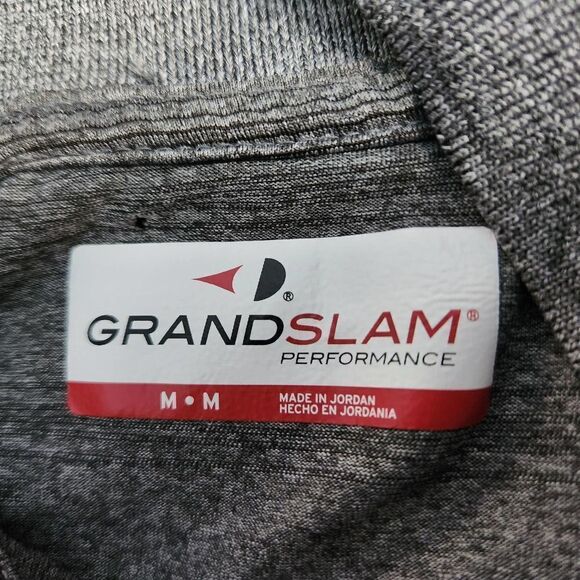 ®
GRANDSLAM®
PERFORMANCE
M • M
MADE IN JORDAN
HECHO EN JORDANIA